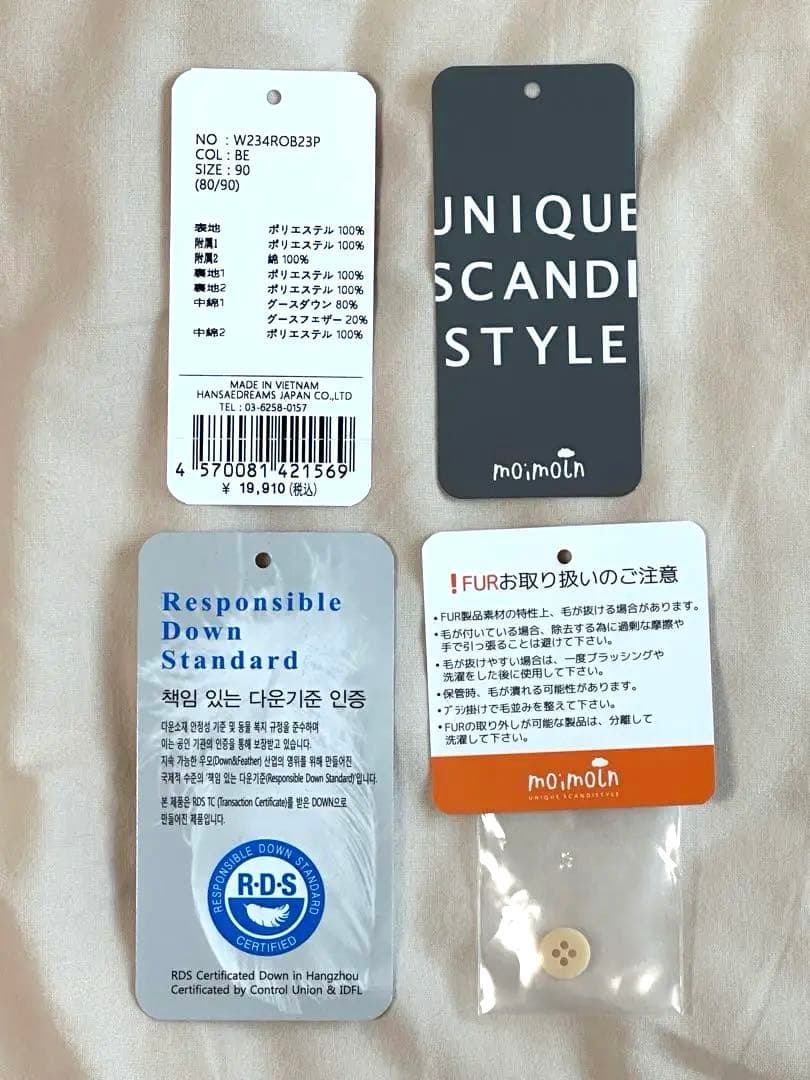 NO : W234ROB23P
COL : BE
SIZE : 90
(80/90)
表地 ポリエステル 100%
附属1 ポリエステル 100%
附属2 綿 100%
裏地1 ポリエステル 100%
裏地2 ポリエステル 100%
中綿1 グースダウン 80%
グースフェザー 20%
中綿2 ポリエステル 100%
MADE IN VIETNAM
HANSAEDREAMS JAPAN CO.,LTD
TEL : 03-6258-0157
4 570081 421569
¥ 19,910 (税込)
UNIQUE
SCANDI
STYLE
moimoln
Responsible
Down
Standard
책임 있는 다운기준 인증
다운소재 안정성 기준 및 동물 복지 규정을 준수하며
이는 공인 기관의 인증을 통해 보장받고 있습니다.
지속 가능한 우모(Down&Feather) 산업의 영위를 위해 만들어진
국제적 수준의 '책임 있는 다운기준(Responsible Down Standard)'입니다.
본 제품은 RDS TC (Transaction Certificate)를 받은 DOWN으로
만들어진 제품입니다.
RESPONSIBLE DOWN STANDARD
R·D·S
CERTIFIED
RDS Certificated Down in Hangzhou
Certificated by Control Union & IDFL
!FURお取り扱いのご注意
•FUR製品素材の特性上、毛が抜ける場合があります。
•毛が付いている場合、除去する為に過剰な摩擦や
手で引っ張ることは避けて下さい。
•毛が抜けやすい場合は、一度ブラッシングや
洗濯をした後に使用して下さい。
•保管時、毛が潰れる可能性があります。
•ブラシ掛けで毛並みを整えて下さい。
•FURの取り外しが可能な製品は、分離して
洗濯して下さい。
moimoln
UNIQUE SCANDISTYLE